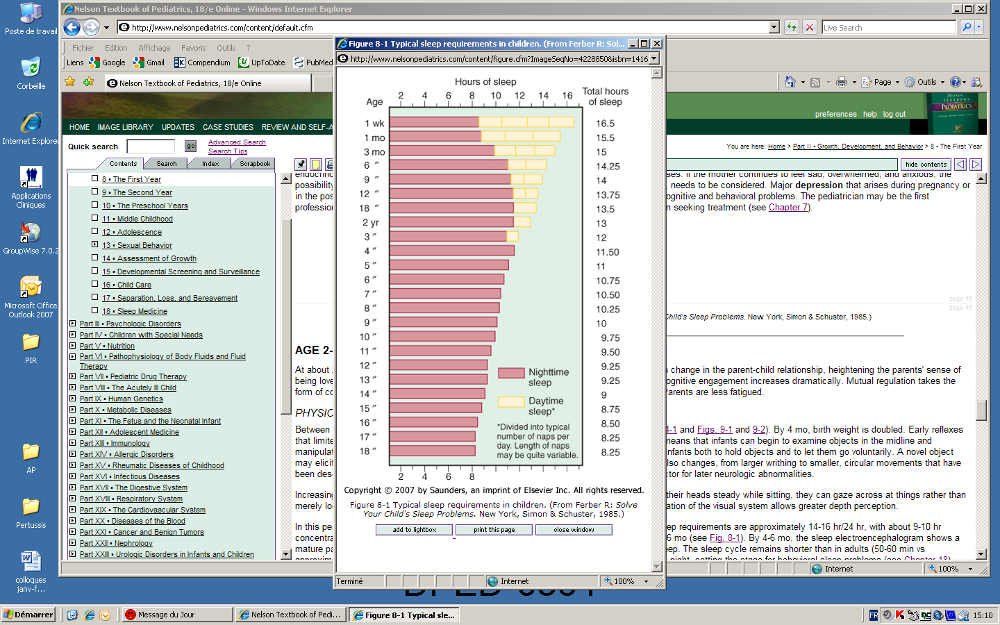 Poste de travail
Corbeille
Internet Explorer
Applications
Cliniques
GroupWise 7.0.2
Microsoft Office
Outlook 2007
PIR
AP
Pertussis
colloques
janv-f...
Nelson Textbook of Pediatrics, 18/e Online - Windows Internet Explorer
http://www.nelsonpediatrics.com/content/default.cfm
Live Search
Fichier Edition Affichage Favoris Outils ?
Liens Google Gmail Compendium UpToDate PubMed
Nelson Textbook of Pediatrics, 18/e Online
Page Outils
preferences help log out
NELSON
TEXTBOOK
PEDIATRICS
HOME IMAGE LIBRARY UPDATES CASE STUDIES REVIEW AND SELF-A
Quick search go Advanced Search
Search Tips
You are here: Home > Part II • Growth, Development, and Behavior > 8 • The First Year
Contents Search Index Scrapbook
hide contents
8 • The First Year
9 • The Second Year
10 • The Preschool Years
11 • Middle Childhood
12 • Adolescence
13 • Sexual Behavior
14 • Assessment of Growth
15 • Developmental Screening and Surveillance
16 • Child Care
17 • Separation, Loss, and Bereavement
18 • Sleep Medicine
Part III • Psychologic Disorders
Part IV • Children with Special Needs
Part V • Nutrition
Part VI • Pathophysiology of Body Fluids and Fluid
Therapy
Part VII • Pediatric Drug Therapy
Part VIII • The Acutely Ill Child
Part IX • Human Genetics
Part X • Metabolic Diseases
Part XI • The Fetus and the Neonatal Infant
Part XII • Adolescent Medicine
Part XIII • Immunology
Part XIV • Allergic Disorders
Part XV • Rheumatic Diseases of Childhood
Part XVI • Infectious Diseases
Part XVII • The Digestive System
Part XVIII • Respiratory System
Part XIX • The Cardiovascular System
Part XX • Diseases of the Blood
Part XXI • Cancer and Benign Tumors
Part XXII • Nephrology
Part XXIII • Urologic Disorders in Infants and Children
endocrin
possibility
in the pos
profession
AGE 2-
At about
being love
form of co
PHYSIC
Between
that limite
manipulat
may elicit
been des
Increasing
merely lo
In this pe
concentra
mature pa
approxim
ses. If the mother continues to feel sad, overwhelmed, and anxious, the
, needs to be considered. Major depression that arises during pregnancy or
ognitive and behavioral problems. The pediatrician may be the first
n seeking treatment (see Chapter 7).
page 45
page 46
Child's Sleep Problems. New York, Simon & Schuster, 1985.)
a change in the parent-child relationship, heightening the parents' sense of
ognitive engagement increases dramatically. Mutual regulation takes the
Parents are less fatigued.
4-1 and Figs. 9-1 and 9-2). By 4 mo, birth weight is doubled. Early reflexes
means that infants can begin to examine objects in the midline and
infants both to hold objects and to let them go voluntarily. A novel object
lso changes, from larger writhing to smaller, circular movements that have
ctor for later neurologic abnormalities.
their heads steady while sitting, they can gaze across at things rather than
ation of the visual system allows greater depth perception.
ep requirements are approximately 14-16 hr/24 hr, with about 9-10 hr
6 mo (see Fig. 8-1). By 4-6 mo, the sleep electroencephalogram shows a
eep. The sleep cycle remains shorter than in adults (50-60 min vs
night, setting the stage for behavioral sleep problems (see Chapter 18)
Internet 100%
Figure 8-1 Typical sleep requirements in children. (From Ferber R: Sol...
http://www.nelsonpediatrics.com/content/figure.cfm?ImageSeqNo=4228850&isbn=1416
Hours of sleep
2 4 6 8 10 12 14 16
Age
Total hours
of sleep
1 wk 16.5
1 mo 15.5
3 mo 15
6 ″ 14.25
9 ″ 14
12 ″ 13.75
18 ″ 13.5
2 yr 13
3 ″ 12
4 ″ 11.50
5 ″ 11
6 ″ 10.75
7 ″ 10.50
8 ″ 10.25
9 ″ 10
10 ″ 9.75
11 ″ 9.50
12 ″ 9.25
13 ″ 9.25
14 ″ 9
15 ″ 8.75
16 ″ 8.50
17 ″ 8.25
18 ″ 8.25
Nighttime
sleep
Daytime
sleep*
*Divided into typical
number of naps per
day. Length of naps
may be quite variable.
2 4 6 8
Copyright © 2007 by Saunders, an imprint of Elsevier Inc. All rights reserved.
Figure 8-1 Typical sleep requirements in children. (From Ferber R: Solve
Your Child's Sleep Problems. New York, Simon & Schuster, 1985.)
add to lightbox print this page close window
Terminé Internet 100%
Démarrer Message du Jour Nelson Textbook of Pedi... Figure 8-1 Typical sle... FR 15:10